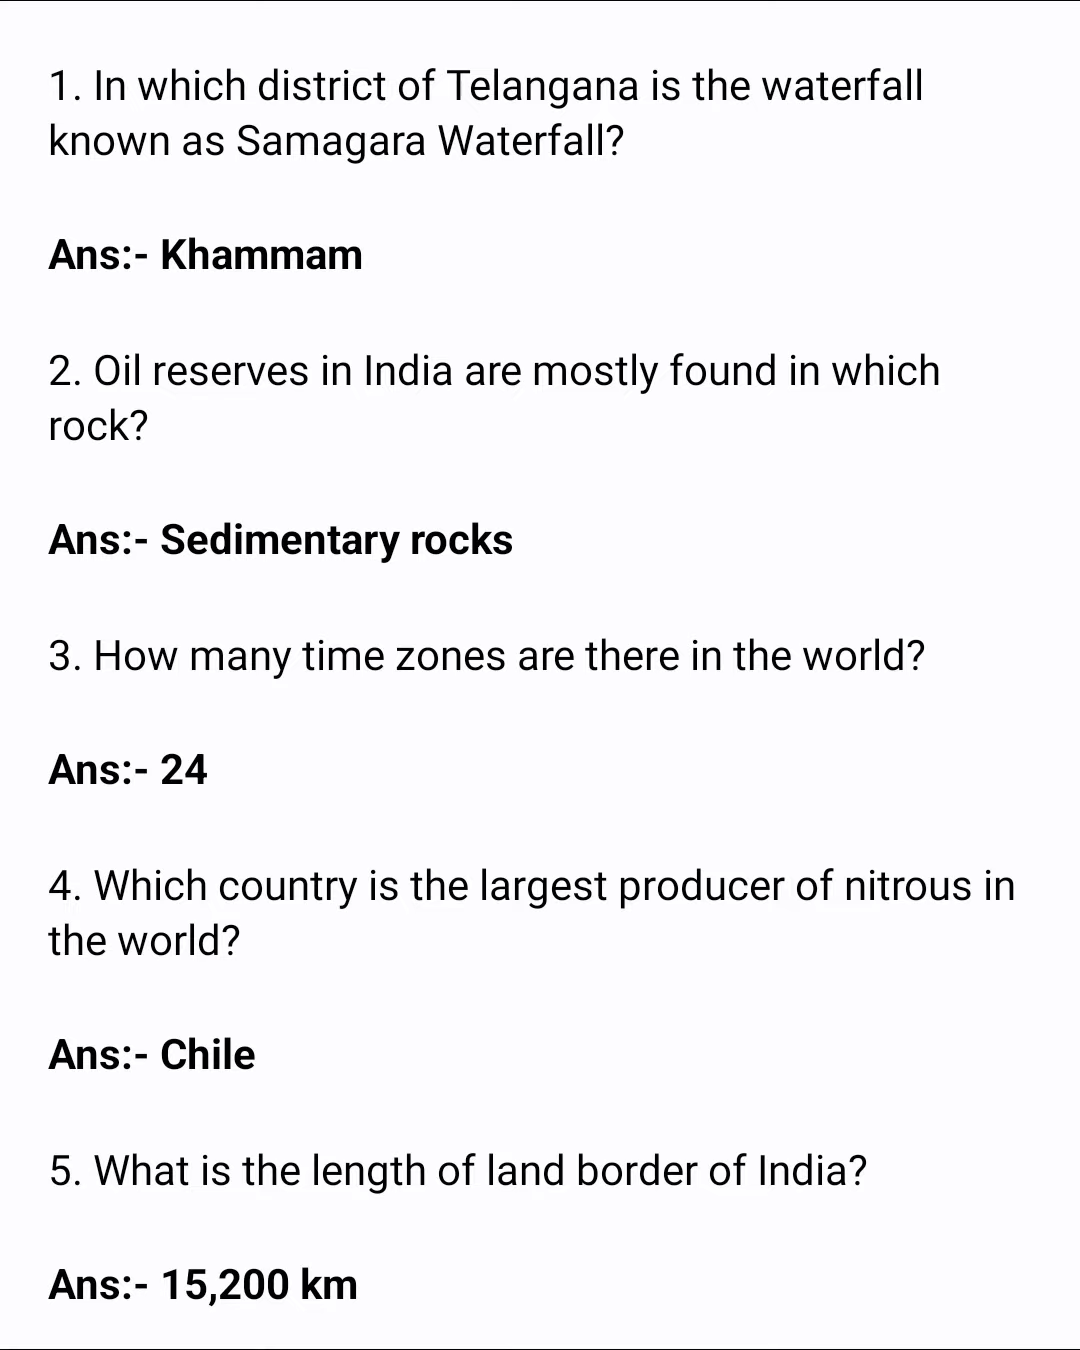 1. In which district of Telangana is the waterfall
known as Samagara Waterfall?
Ans:- Khammam
2. Oil reserves in India are mostly found in which
rock?
Ans:- Sedimentary rocks
3. How many time zones are there in the world?
Ans:- 24
4. Which country is the largest producer of nitrous in
the world?
Ans:- Chile
5. What is the length of land border of India?
Ans:- 15,200 km